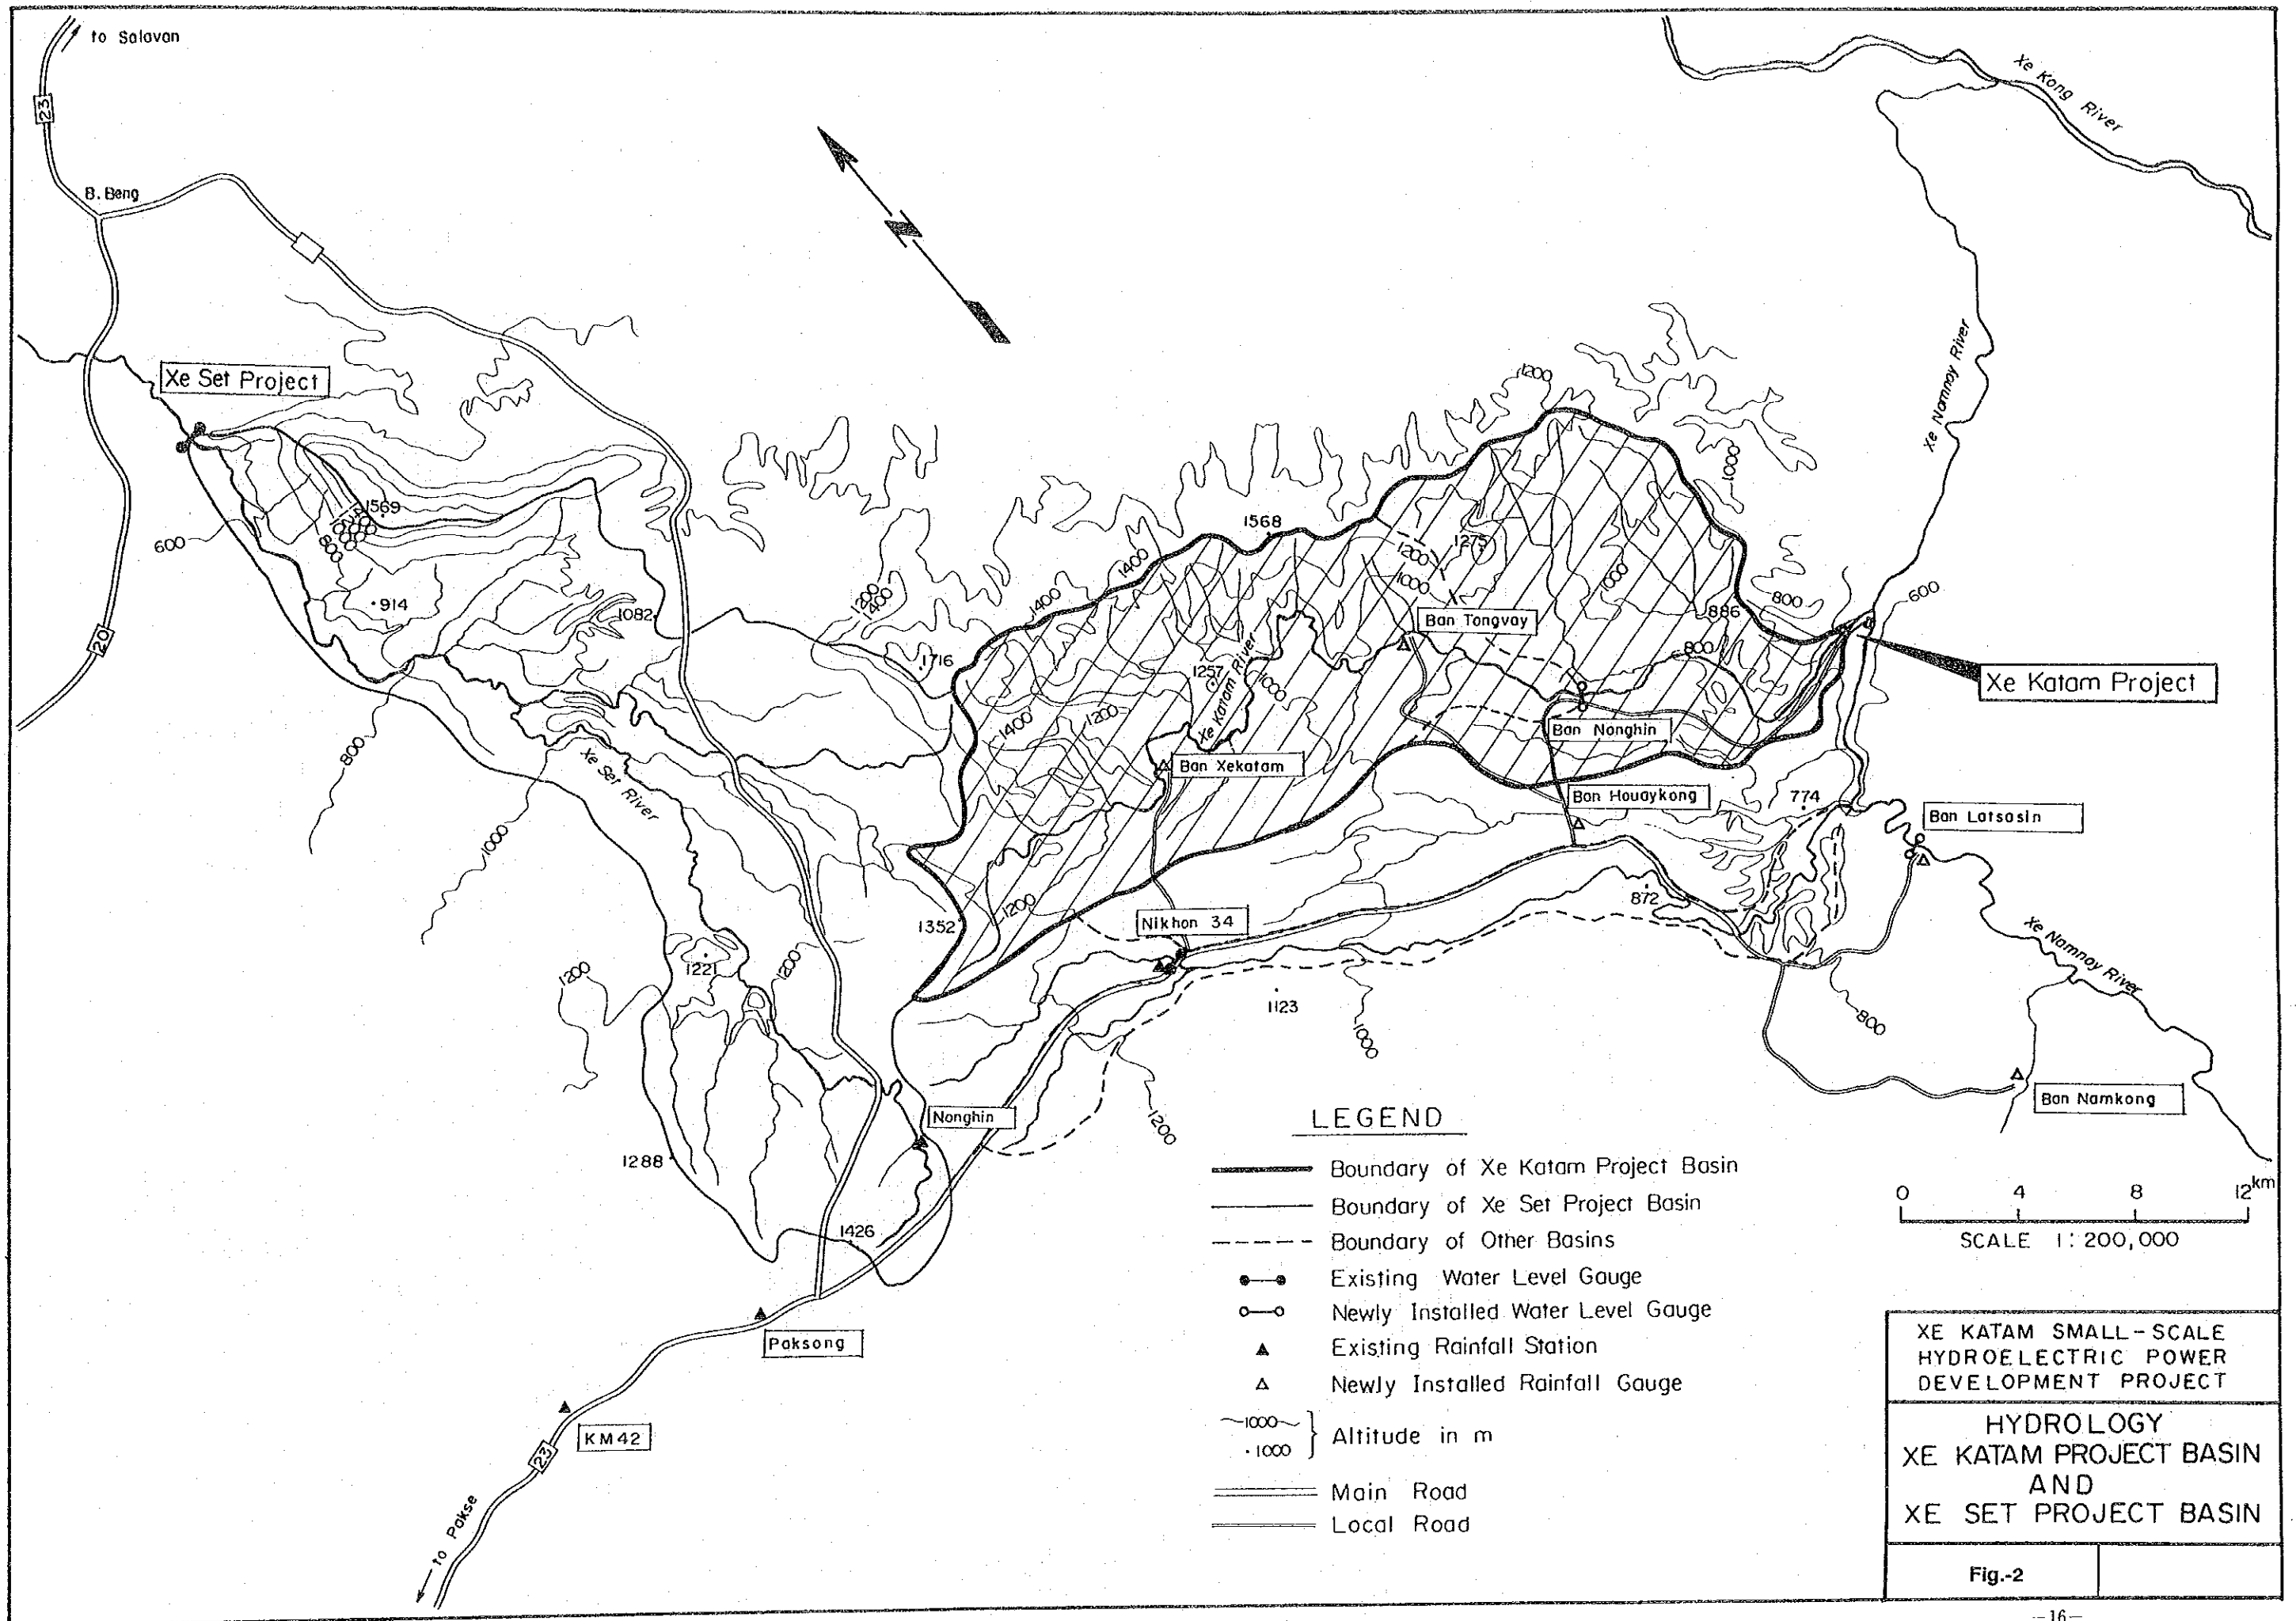 to Salavan
23
B. Beng
Xe Kong River
Xe Namnoy River
N
Xe Set Project
600
800
1569
914
1082
20
800
1000
Xe Set River
1200
1400
1716
1400
1400
1568
1200
1000
1200
1275
1000
1000
886
800
800
600
Ban Tongvay
Xe Katam Project
1257
Xe Katam River
1000
1200
1400
Ban Xekatam
Ban Nonghin
Ban Houaykong
774
Ban Latsasin
1352
1200
Nikhon 34
872
1221
1200
1200
1123
1000
800
Xe Namnoy River
Ban Namkong
Nonghin
1200
1288
1426
Paksong
KM42
23
to Pakse
LEGEND
Boundary of Xe Katam Project Basin
Boundary of Xe Set Project Basin
Boundary of Other Basins
Existing Water Level Gauge
Newly Installed Water Level Gauge
Existing Rainfall Station
Newly Installed Rainfall Gauge
1000
·1000
Altitude in m
Main Road
Local Road
0 4 8 12km
SCALE 1:200,000
XE KATAM SMALL-SCALE
HYDROELECTRIC POWER
DEVELOPMENT PROJECT
HYDROLOGY
XE KATAM PROJECT BASIN
AND
XE SET PROJECT BASIN
Fig.-2
—16—